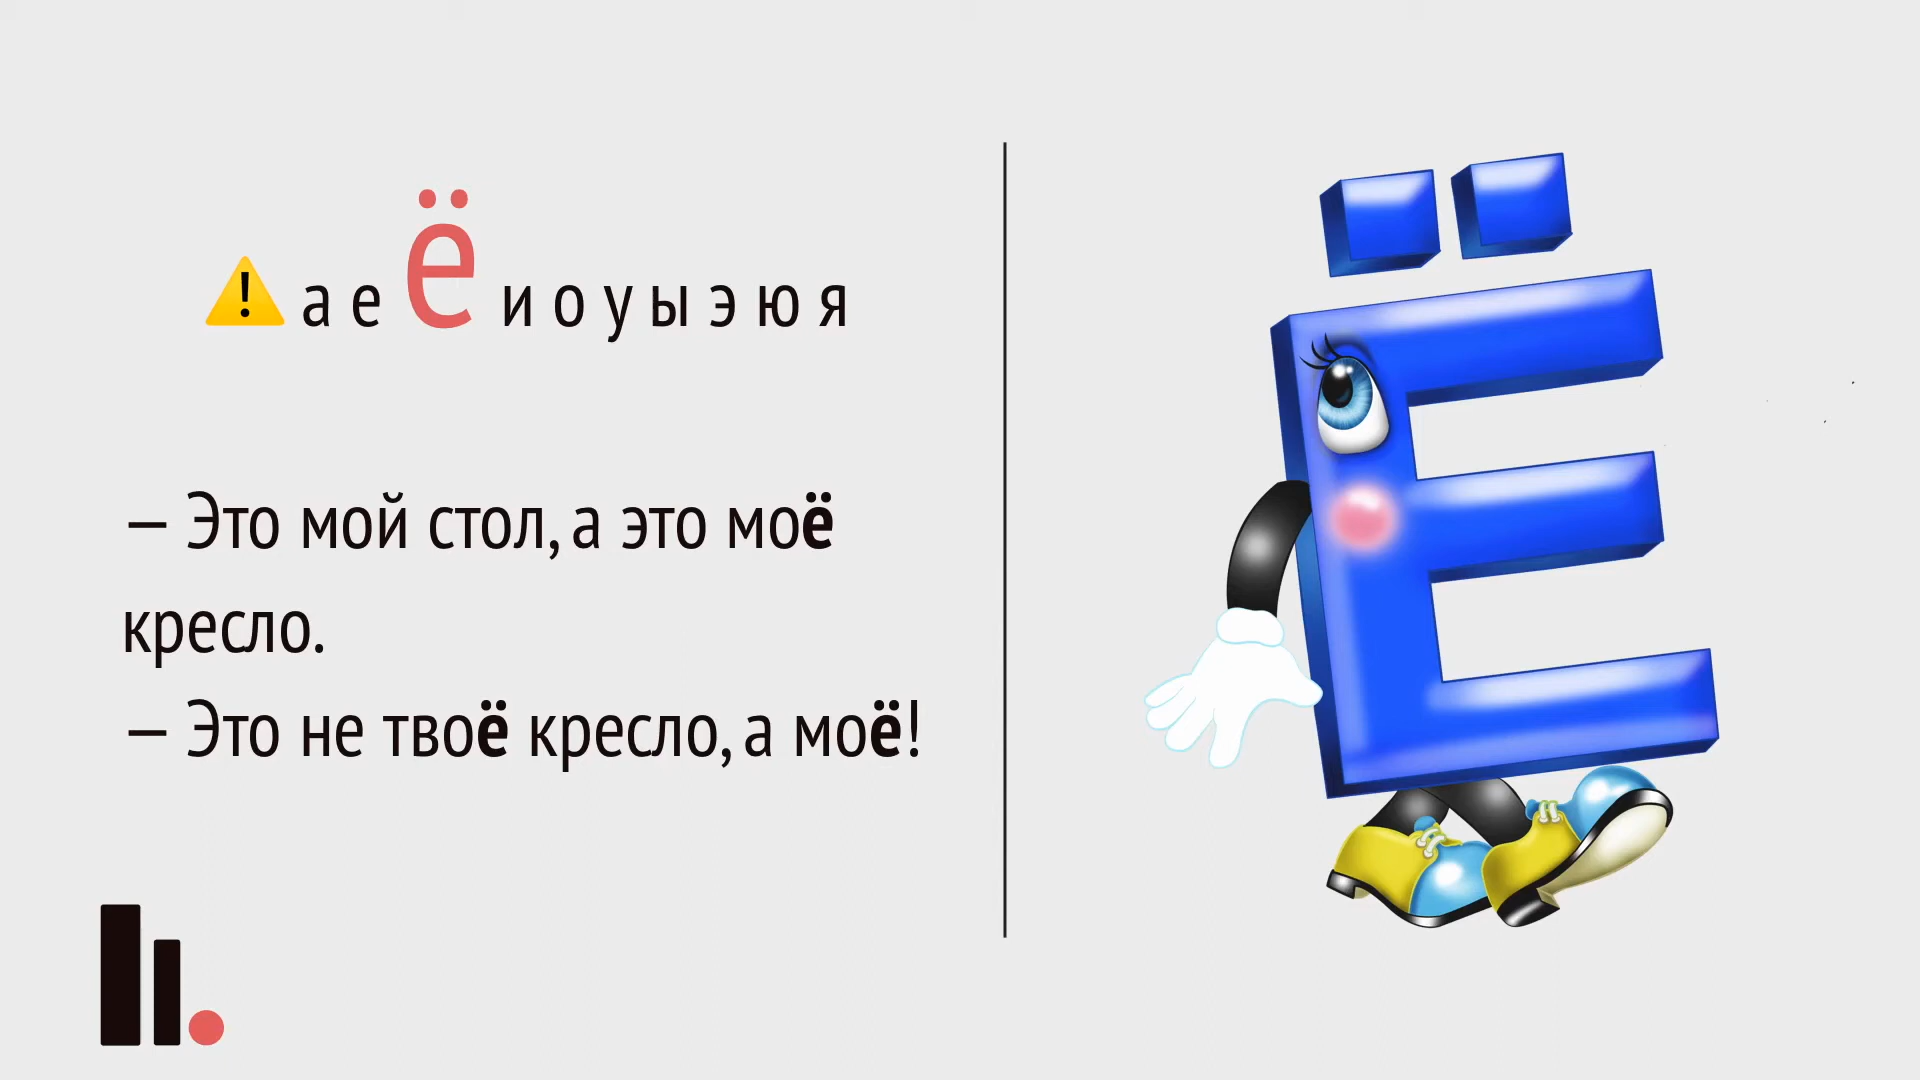 ! а е ё и о у ы э ю я
— Это мой стол, а это моё
кресло.
— Это не твоё кресло, а моё!
Ё